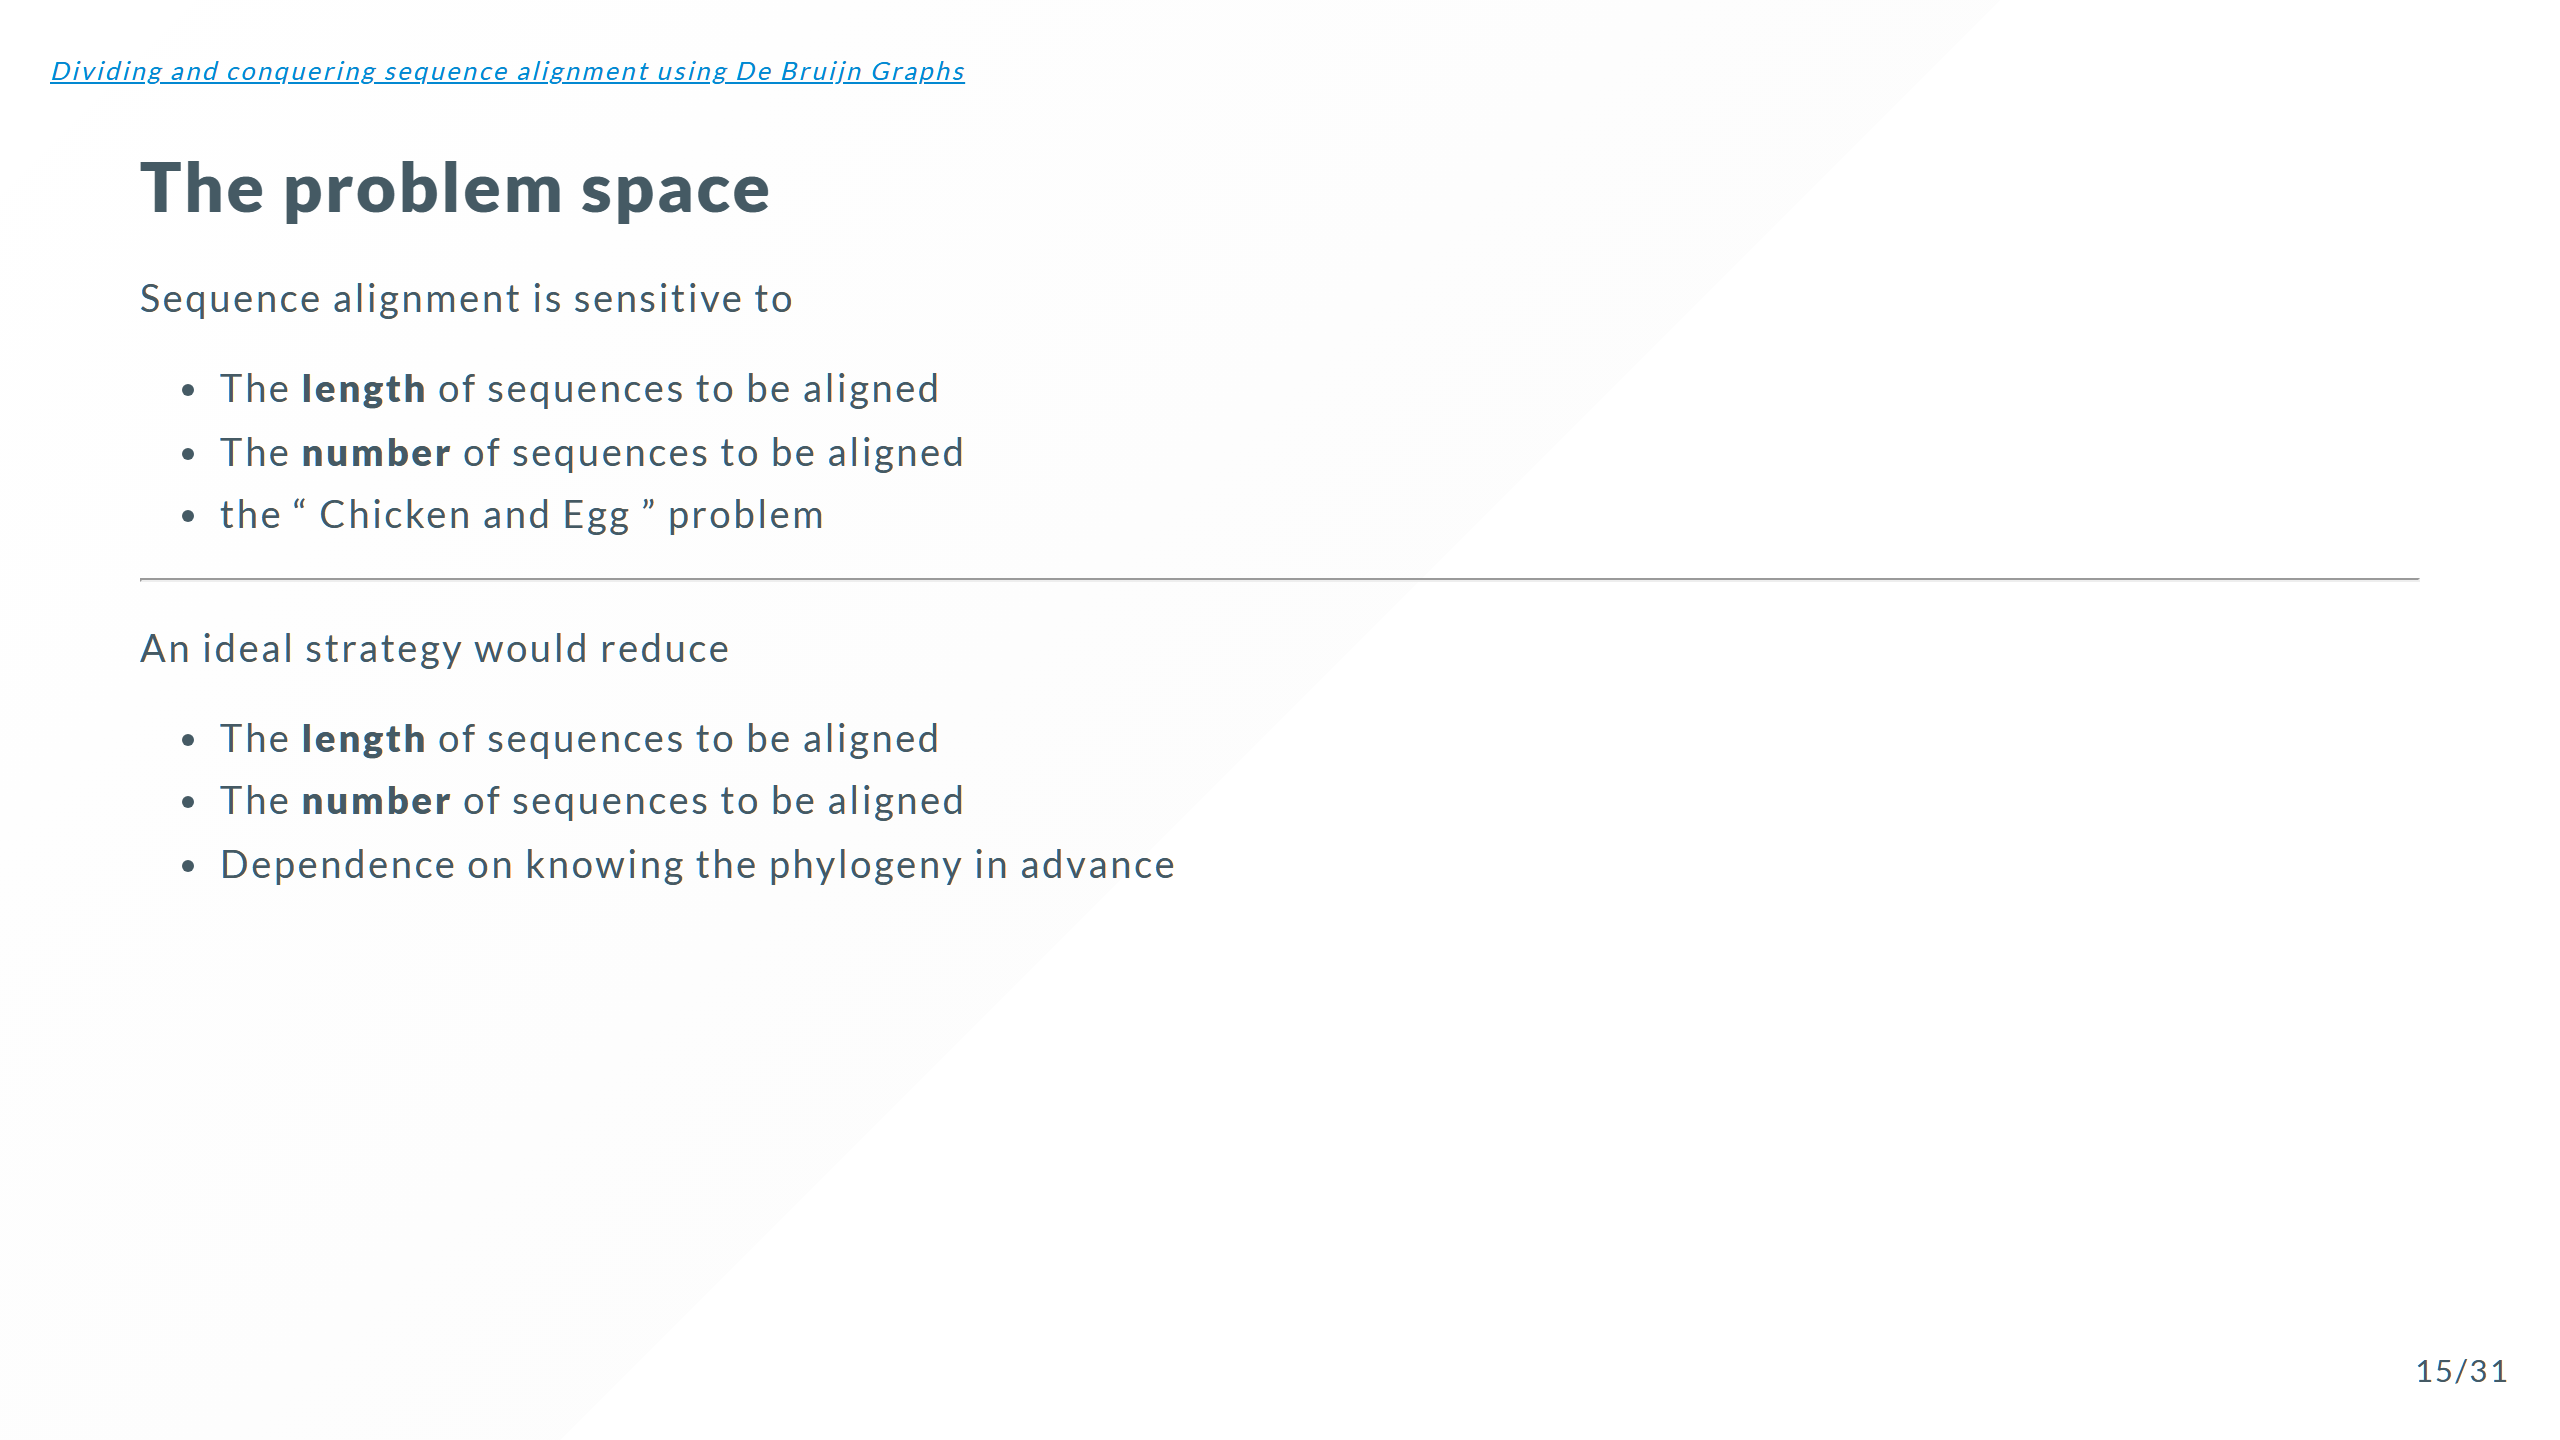 Dividing and conquering sequence alignment using De Bruijn Graphs
The problem space
Sequence alignment is sensitive to
• The length of sequences to be aligned
• The number of sequences to be aligned
• the “ Chicken and Egg ” problem
An ideal strategy would reduce
• The length of sequences to be aligned
• The number of sequences to be aligned
• Dependence on knowing the phylogeny in advance
15/31